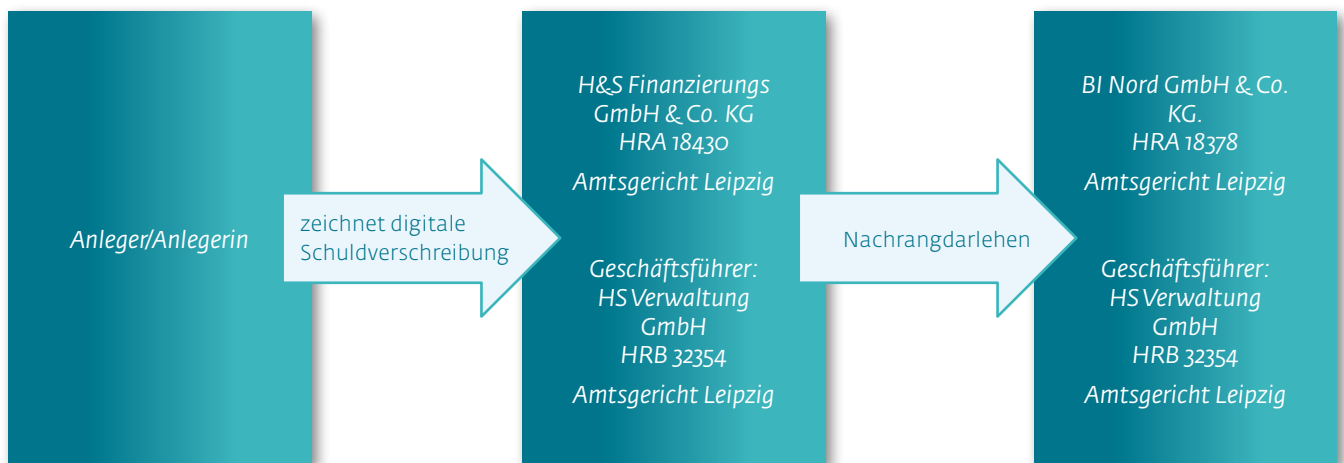 Anleger/Anlegerin
zeichnet digitale
Schuldverschreibung
H&S Finanzierungs
GmbH & Co. KG
HRA 18430
Amtsgericht Leipzig
Geschäftsführer:
HS Verwaltung
GmbH
HRB 32354
Amtsgericht Leipzig
Nachrangdarlehen
BI Nord GmbH & Co.
KG.
HRA 18378
Amtsgericht Leipzig
Geschäftsführer:
HS Verwaltung
GmbH
HRB 32354
Amtsgericht Leipzig